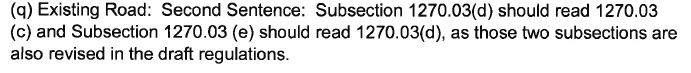 (q) Existing Road: Second Sentence: Subsection 1270.03(d) should read 1270.03
(c) and Subsection 1270.03 (e) should read 1270.03(d), as those two subsections are
also revised in the draft regulations.